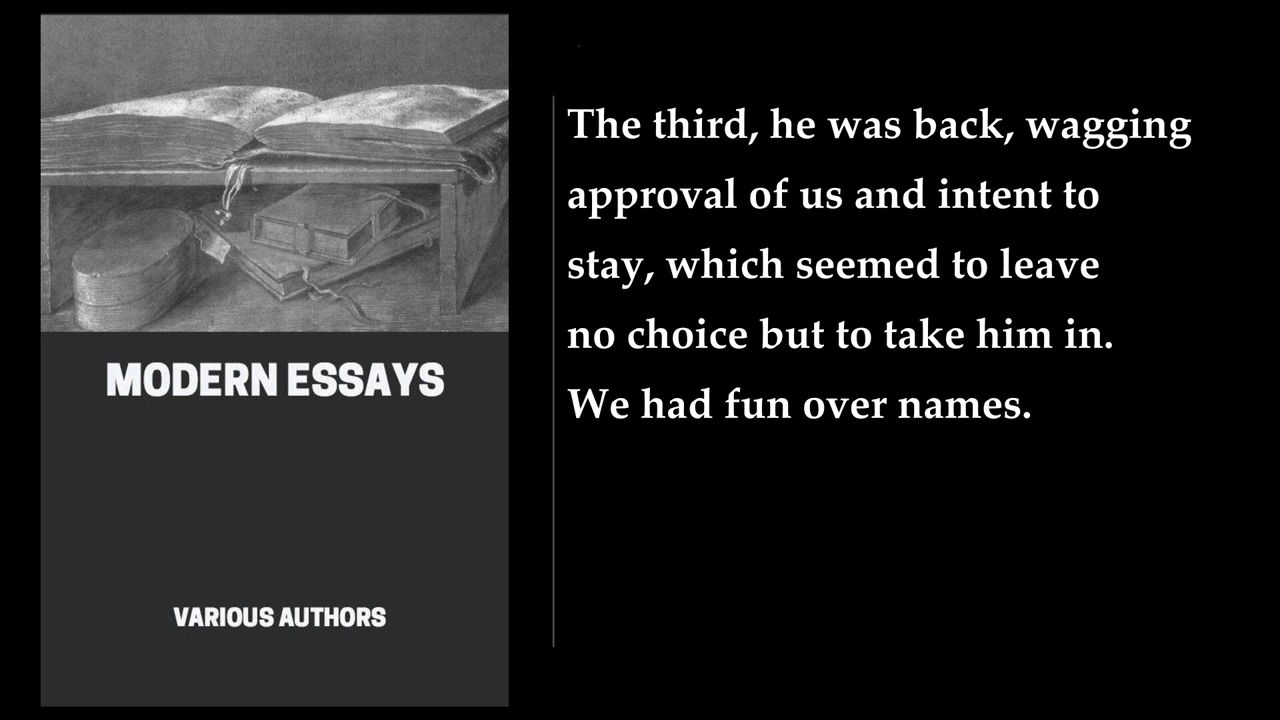 MODERN ESSAYS
VARIOUS AUTHORS
The third, he was back, wagging
approval of us and intent to
stay, which seemed to leave
no choice but to take him in.
We had fun over names.